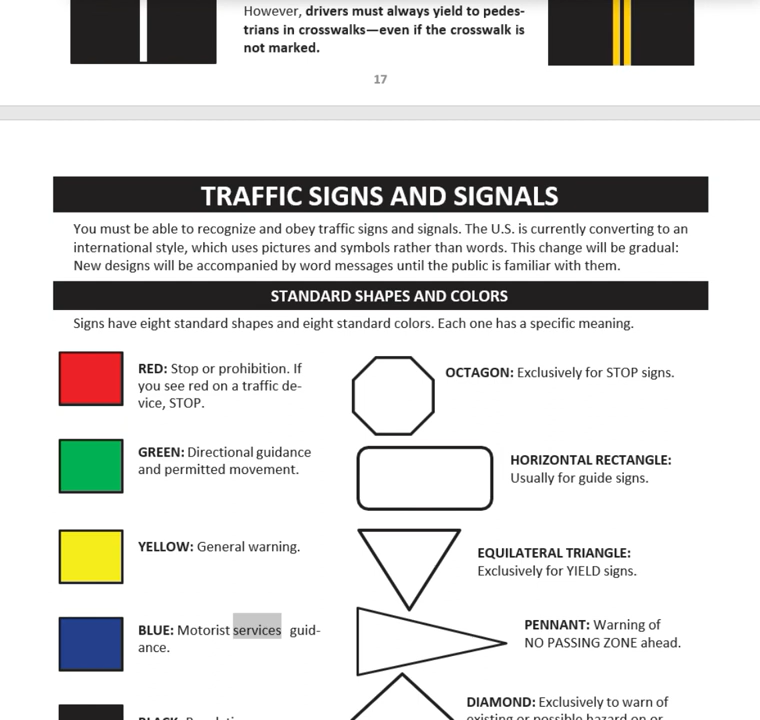 However, drivers must always yield to pedes-
trians in crosswalks—even if the crosswalk is
not marked.
17
TRAFFIC SIGNS AND SIGNALS
You must be able to recognize and obey traffic signs and signals. The U.S. is currently converting to an
international style, which uses pictures and symbols rather than words. This change will be gradual:
New designs will be accompanied by word messages until the public is familiar with them.
STANDARD SHAPES AND COLORS
Signs have eight standard shapes and eight standard colors. Each one has a specific meaning.
RED: Stop or prohibition. If
you see red on a traffic de-
vice, STOP.
OCTAGON: Exclusively for STOP signs.
GREEN: Directional guidance
and permitted movement.
HORIZONTAL RECTANGLE:
Usually for guide signs.
YELLOW: General warning.
EQUILATERAL TRIANGLE:
Exclusively for YIELD signs.
BLUE: Motorist services guid-
ance.
PENNANT: Warning of
NO PASSING ZONE ahead.
DIAMOND: Exclusively to warn of
existing or possible hazard on or